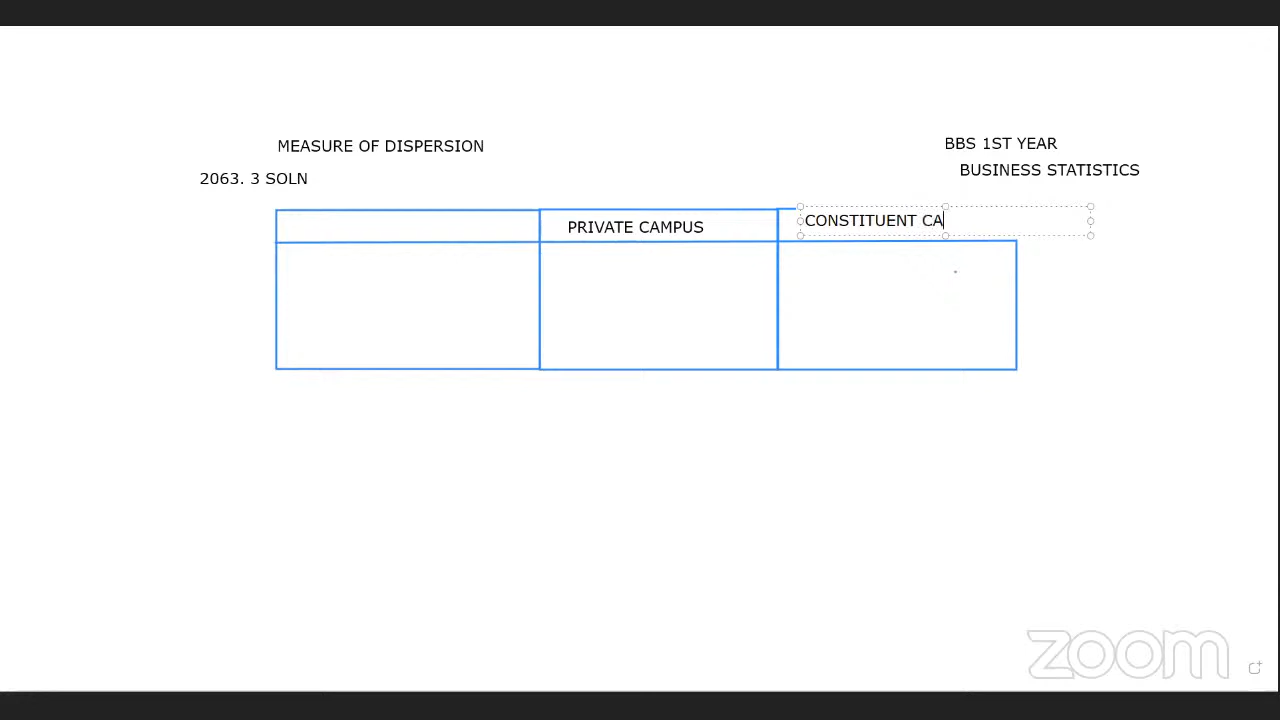 MEASURE OF DISPERSION
BBS 1ST YEAR
BUSINESS STATISTICS
2063. 3 SOLN
PRIVATE CAMPUS
CONSTITUENT CA
zoom